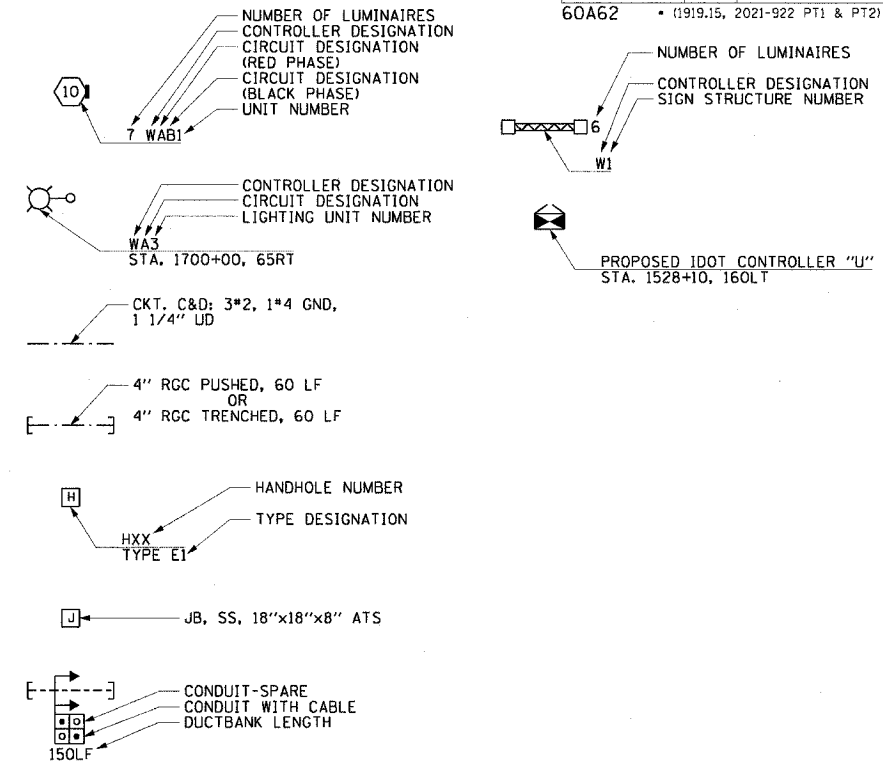 60A62 • (1919.15, 2021-922 PT1 & PT2)
NUMBER OF LUMINAIRES
CONTROLLER DESIGNATION
CIRCUIT DESIGNATION
(RED PHASE)
CIRCUIT DESIGNATION
(BLACK PHASE)
UNIT NUMBER
10
7 WAB1
NUMBER OF LUMINAIRES
CONTROLLER DESIGNATION
SIGN STRUCTURE NUMBER
6
W1
CONTROLLER DESIGNATION
CIRCUIT DESIGNATION
LIGHTING UNIT NUMBER
WA3
STA. 1700+00, 65RT
PROPOSED IDOT CONTROLLER "U"
STA. 1528+10, 160LT
CKT. C&D: 3#2, 1#4 GND,
1 1/4" UD
4" RGC PUSHED, 60 LF
OR
4" RGC TRENCHED, 60 LF
H
HANDHOLE NUMBER
TYPE DESIGNATION
HXX
TYPE E1
J
JB, SS, 18"x18"x8" ATS
CONDUIT-SPARE
CONDUIT WITH CABLE
DUCTBANK LENGTH
150LF